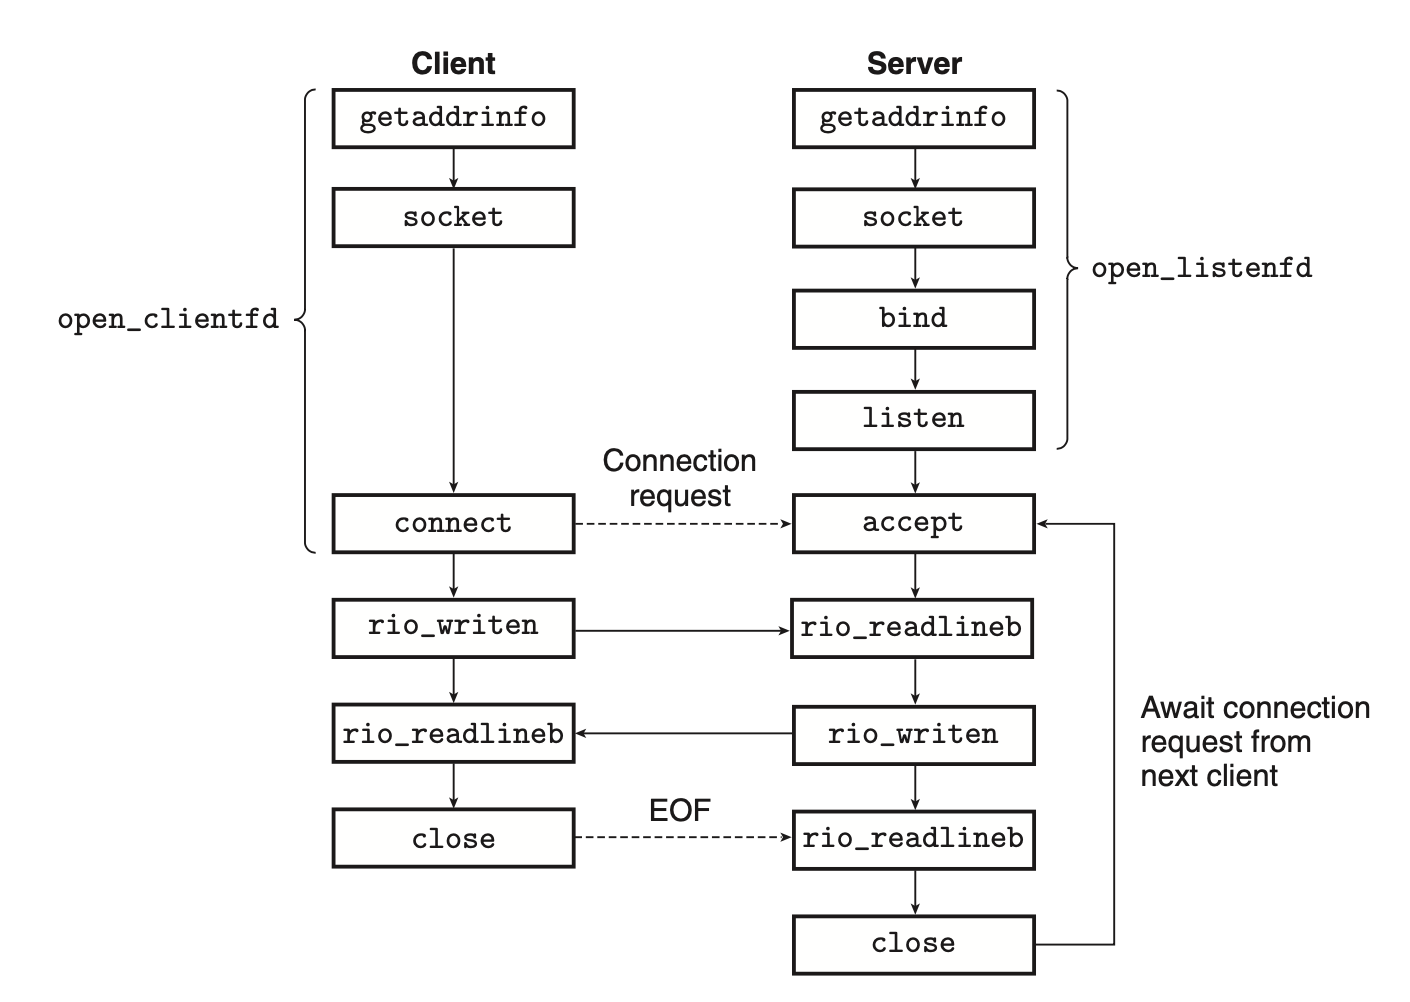 Client
Server
getaddrinfo
getaddrinfo
socket
socket
open_listenfd
bind
open_clientfd
listen
Connection
request
connect
accept
rio_writen
rio_readlineb
rio_readlineb
rio_writen
Await connection
request from
next client
EOF
close
rio_readlineb
close